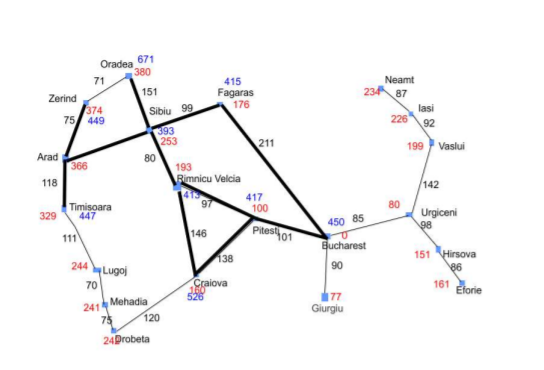 Oradea
671
380
71
151
Zerind
374
449
75
Sibiu
393
253
99
415
Fagaras
176
Arad
366
118
80
211
Timisoara
329
447
111
193
Rimnicu Velcia
413
97
417
100
Pitesti
101
146
138
Craiova
160
526
244
Lugoj
70
Mehadia
241
75
Drobeta
242
120
450
0
Bucharest
85
90
77
Giurgiu
Neamt
234
87
Iasi
226
92
199
Vaslui
142
80
Urgiceni
98
151
Hirsova
86
161
Eforie